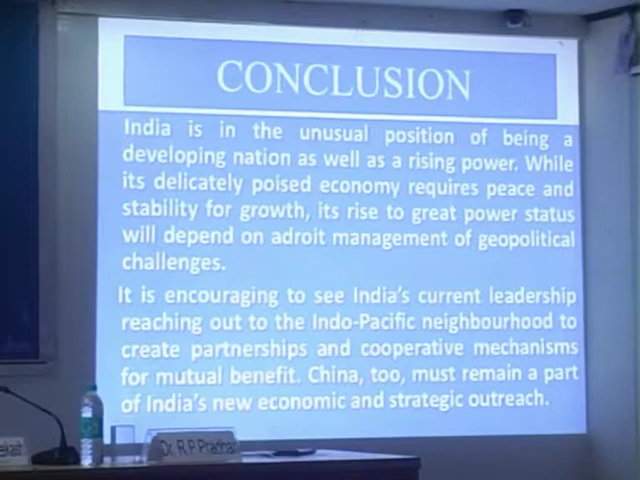 CONCLUSION
India is in the unusual position of being a
developing nation as well as a rising power. While
its delicately poised economy requires peace and
stability for growth, its rise to great power status
will depend on adroit management of geopolitical
challenges.
It is encouraging to see India's current leadership
reaching out to the Indo-Pacific neighbourhood to
create partnerships and cooperative mechanisms
for mutual benefit. China, too, must remain a part
of India's new economic and strategic outreach.
Dr. R.P Pradhan